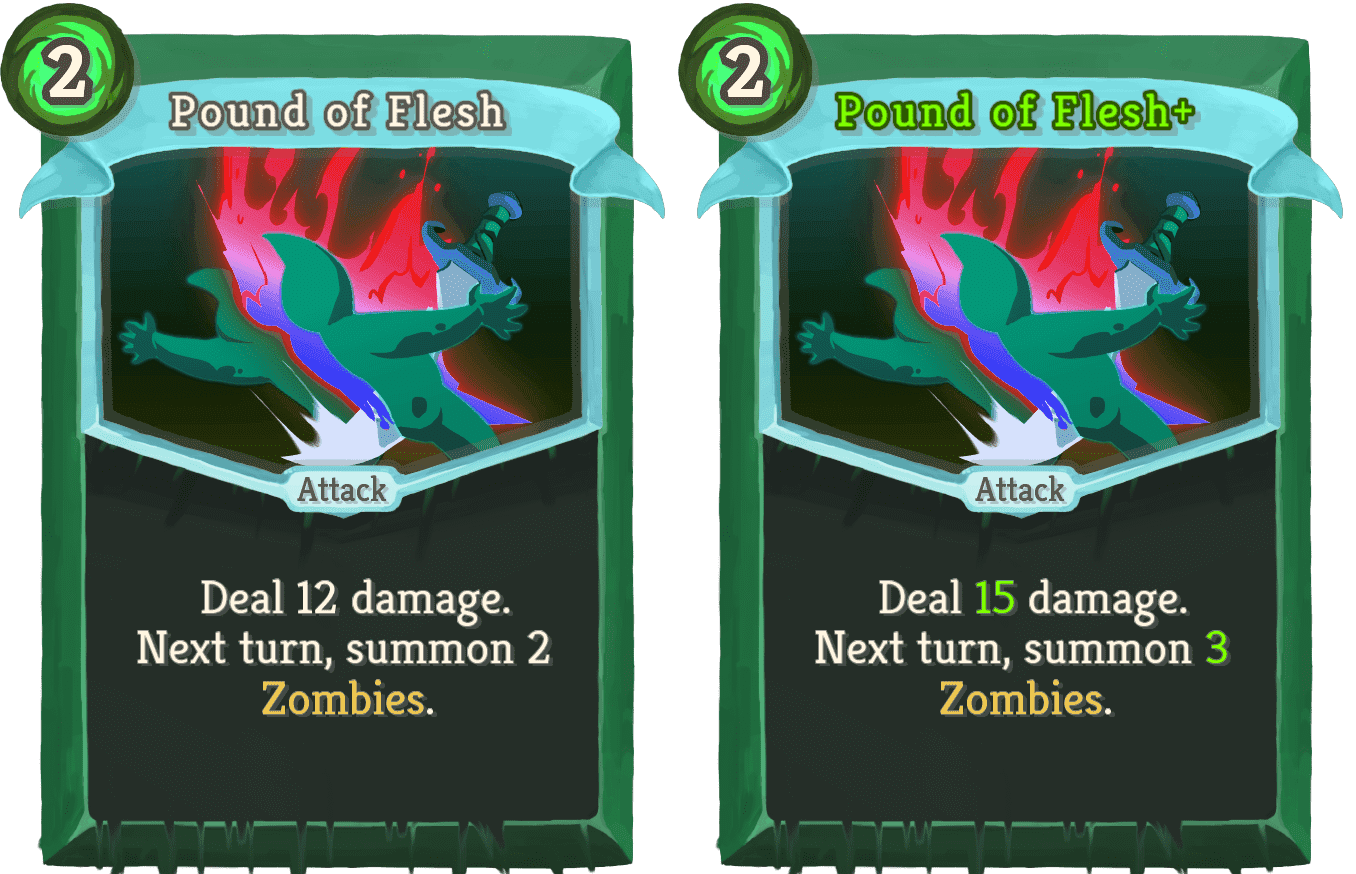 2
Pound of Flesh
Attack
Deal 12 damage.
Next turn, summon 2
Zombies.
2
Pound of Flesh+
Attack
Deal 15 damage.
Next turn, summon 3
Zombies.